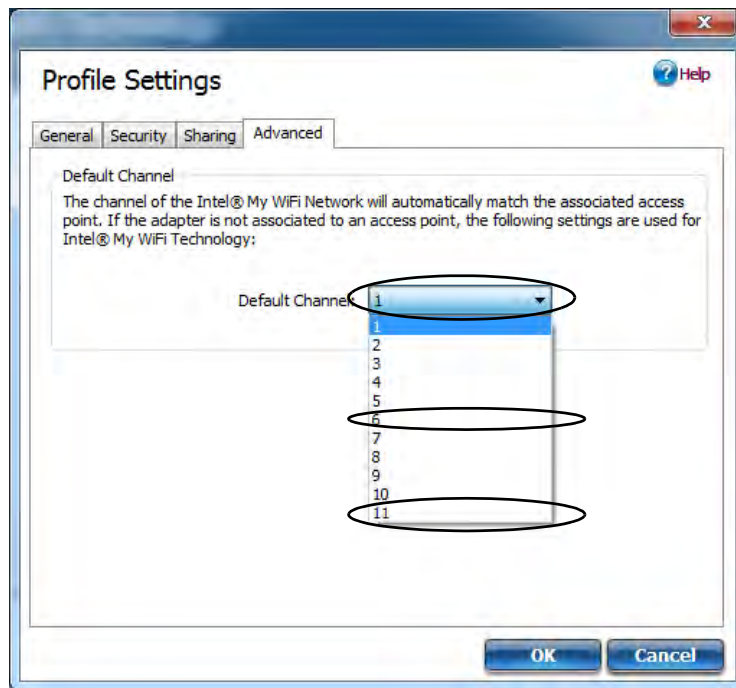 Profile Settings
Help
General Security Sharing Advanced
Default Channel
The channel of the Intel® My WiFi Network will automatically match the associated access
point. If the adapter is not associated to an access point, the following settings are used for
Intel® My WiFi Technology:
Default Channel: 1
1
2
3
4
5
6
7
8
9
10
11
OK Cancel